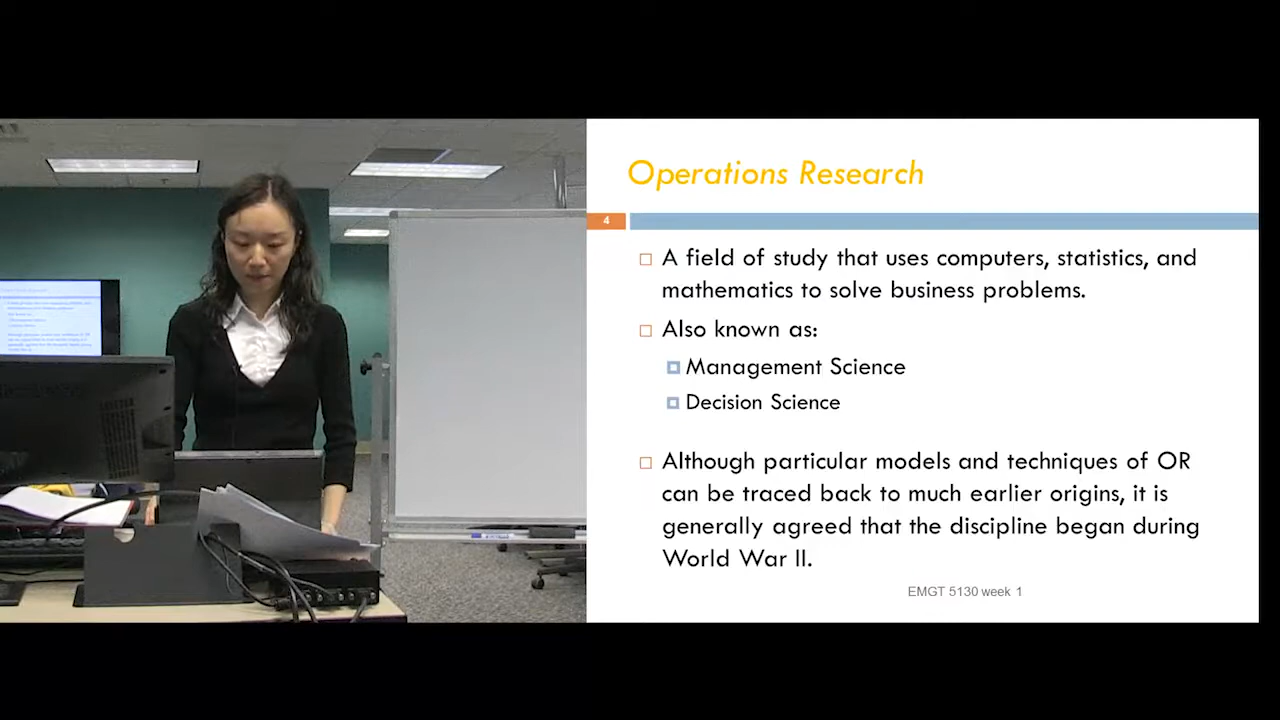 Operations Research
4
A field of study that uses computers, statistics, and
mathematics to solve business problems.
Also known as:
Management Science
Decision Science
Although particular models and techniques of OR
can be traced back to much earlier origins, it is
generally agreed that the discipline began during
World War II.
EMGT 5130 week 1